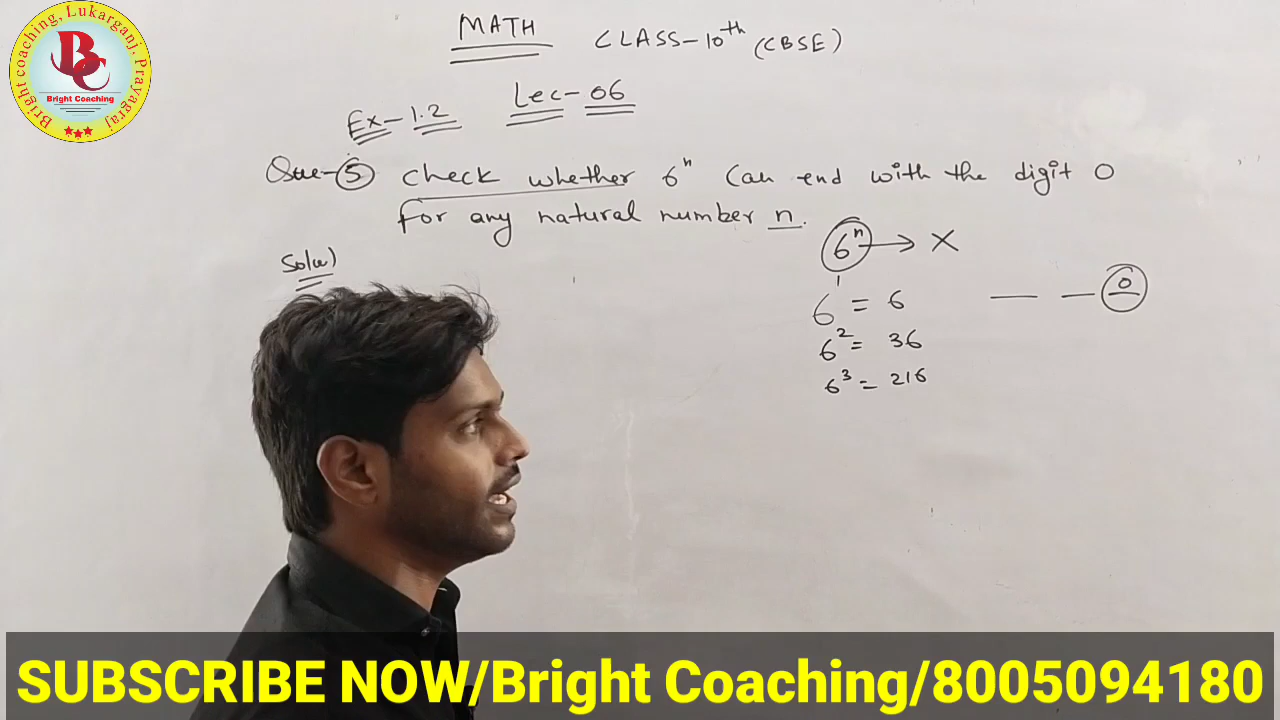 Bright coaching, Lukarganj, Prayagraj
BC
Bright Coaching
MATH CLASS-10th (CBSE)
Ex-1.2 Lec-06
Que-5 check whether 6ⁿ Can end with the digit 0
for any natural number n.
Solⁿ)
6ⁿ → X
6¹ = 6 — — 0
6² = 36
6³ = 216
SUBSCRIBE NOW/Bright Coaching/8005094180